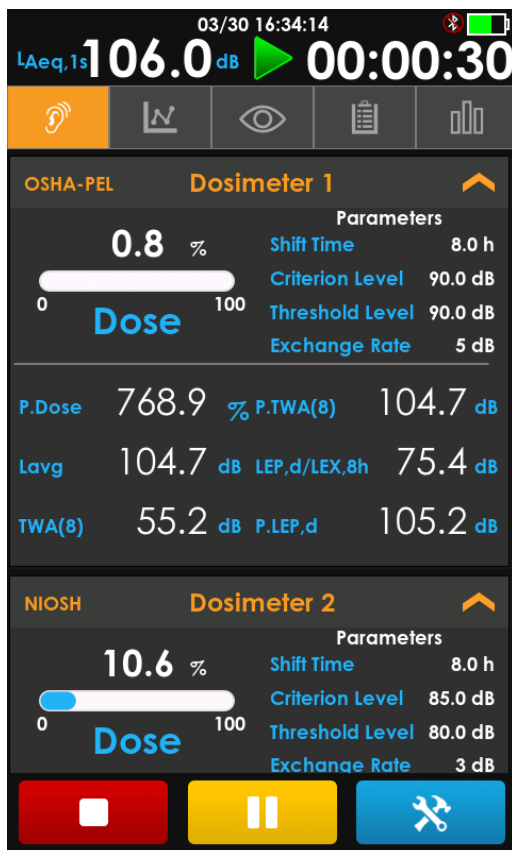 03/30 16:34:14
LAeq,1s 106.0 dB 00:00:30
OSHA-PEL Dosimeter 1
Parameters
0.8 % Shift Time 8.0 h
Criterion Level 90.0 dB
0 100 Threshold Level 90.0 dB
Dose
Exchange Rate 5 dB
P.Dose 768.9 % P.TWA(8) 104.7 dB
Lavg 104.7 dB LEP,d/LEX,8h 75.4 dB
TWA(8) 55.2 dB P.LEP,d 105.2 dB
NIOSH Dosimeter 2
Parameters
10.6 % Shift Time 8.0 h
Criterion Level 85.0 dB
0 100 Threshold Level 80.0 dB
Dose
Exchange Rate 3 dB